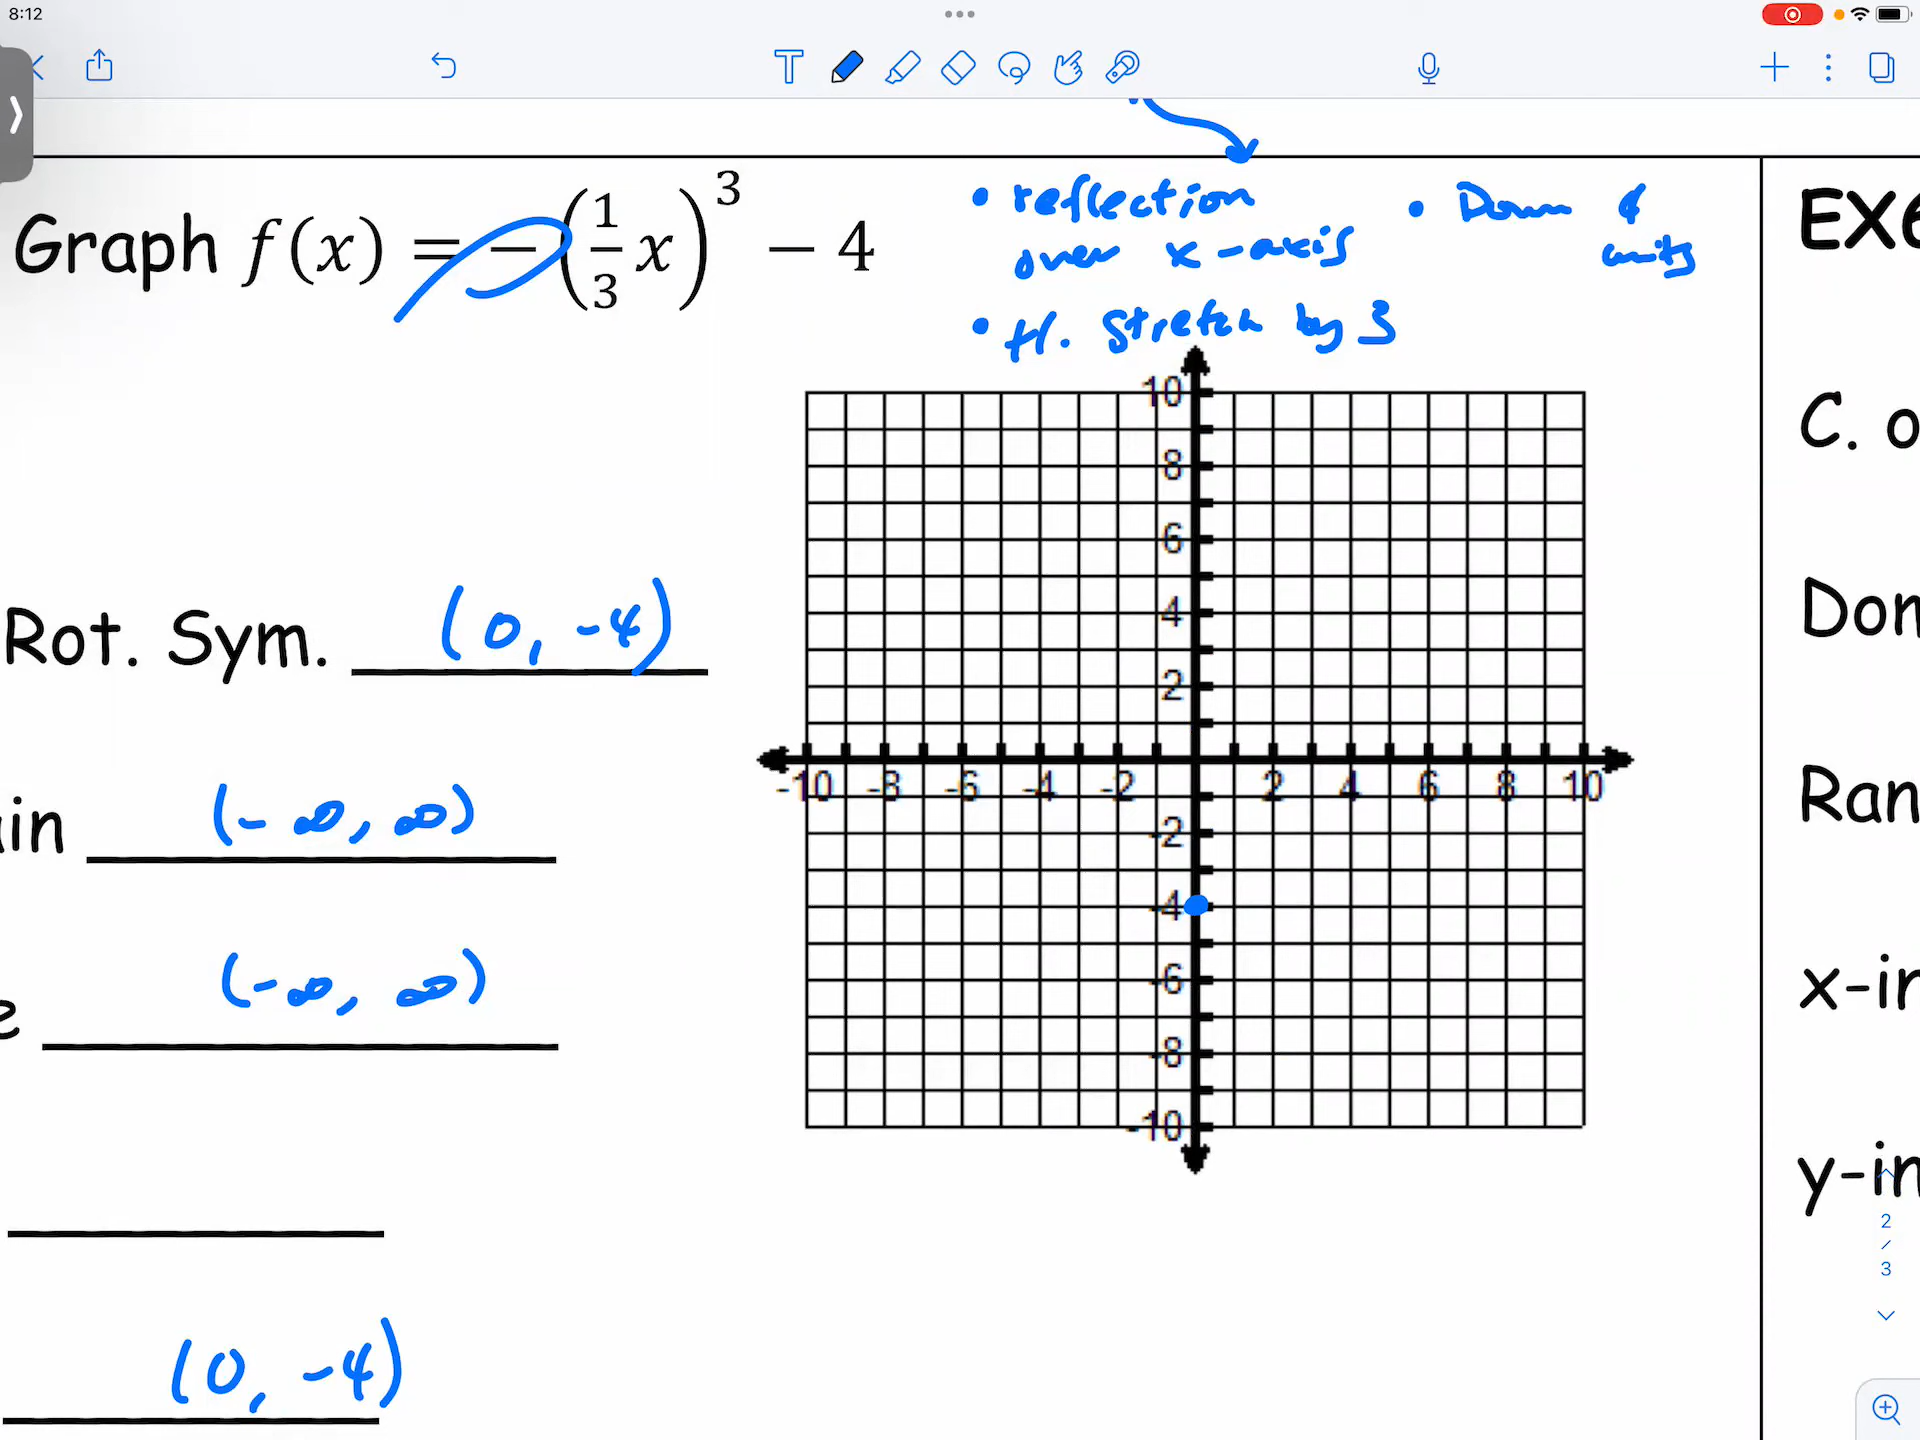 8:12
Graph f(x) = −(1/3 x)³ − 4
• reflection
over x-axis
• H. Stretch by 3
• Down 4
units
Rot. Sym. (0, -4)
in (-∞, ∞)
e (-∞, ∞)
(0, -4)
10
8
6
4
2
-10 -8 -6 -4 -2 2 4 6 8 10
-2
-4
-6
-8
-10
EX
C. o
Don
Ran
x-in
y-in
2
/
3